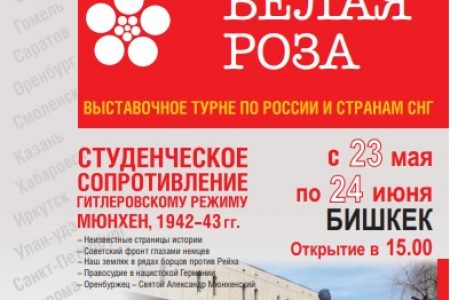 БЕЛАЯ
РОЗА
ВЫСТАВОЧНОЕ ТУРНЕ ПО РОССИИ И СТРАНАМ СНГ
Гомель
Саратов
Оренбург
Смоленск
Казань
Хабаровск
Иркутск
Улан-удэ
Санкт-Петербург
СТУДЕНЧЕСКОЕ
СОПРОТИВЛЕНИЕ
ГИТЛЕРОВСКОМУ РЕЖИМУ
МЮНХЕН, 1942–43 гг.
– Неизвестные страницы истории
– Советский фронт глазами немцев
– Наш земляк в рядах борцов против Рейха
– Правосудие в нацистской Германии
– Оренбуржец – Святой Александр Мюнхенский
с 23 мая
по 24 июня
БИШКЕК
Открытие в 15.00